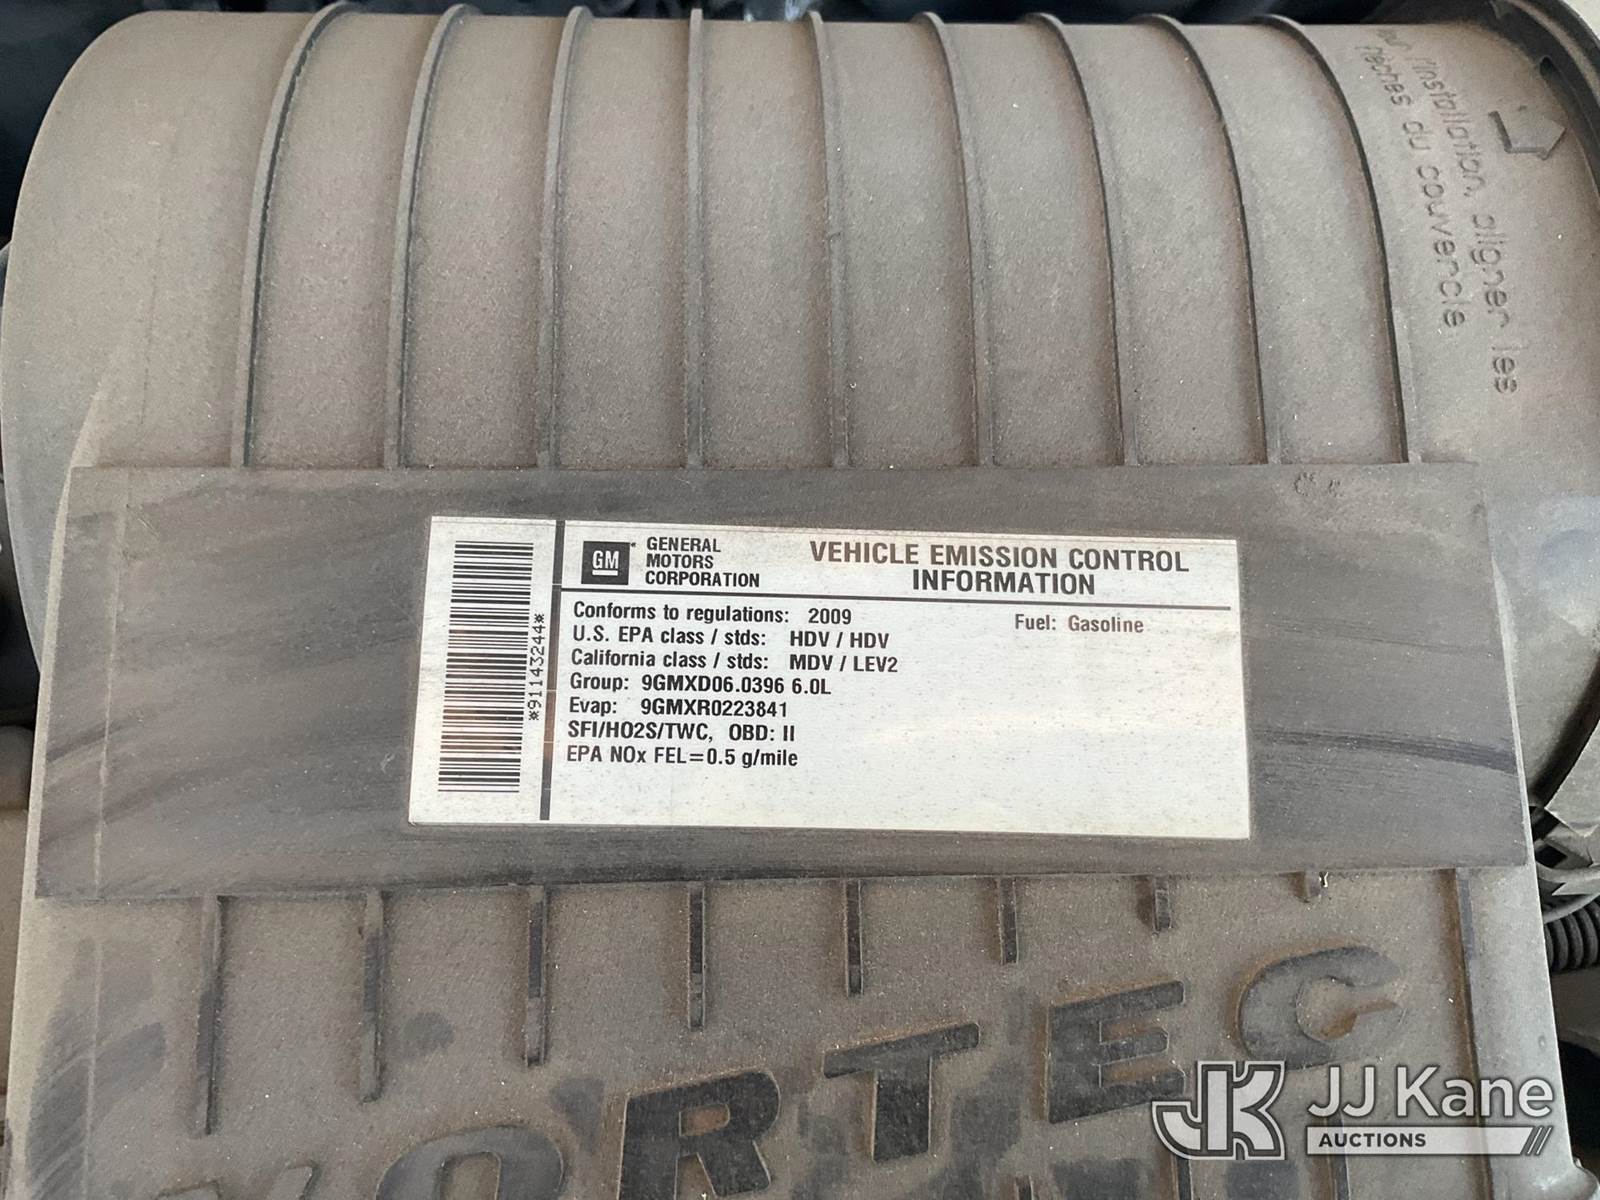 l'installation, aligner les
flèches du couvercle
GM
GENERAL
MOTORS
CORPORATION
VEHICLE EMISSION CONTROL
INFORMATION
Conforms to regulations: 2009
Fuel: Gasoline
U.S. EPA class / stds: HDV / HDV
California class / stds: MDV / LEV2
Group: 9GMXD06.0396 6.0L
Evap: 9GMXR0223841
SFI/HO2S/TWC, OBD: II
EPA NOx FEL=0.5 g/mile
*91143244*
VORTEC
JK JJ Kane
AUCTIONS